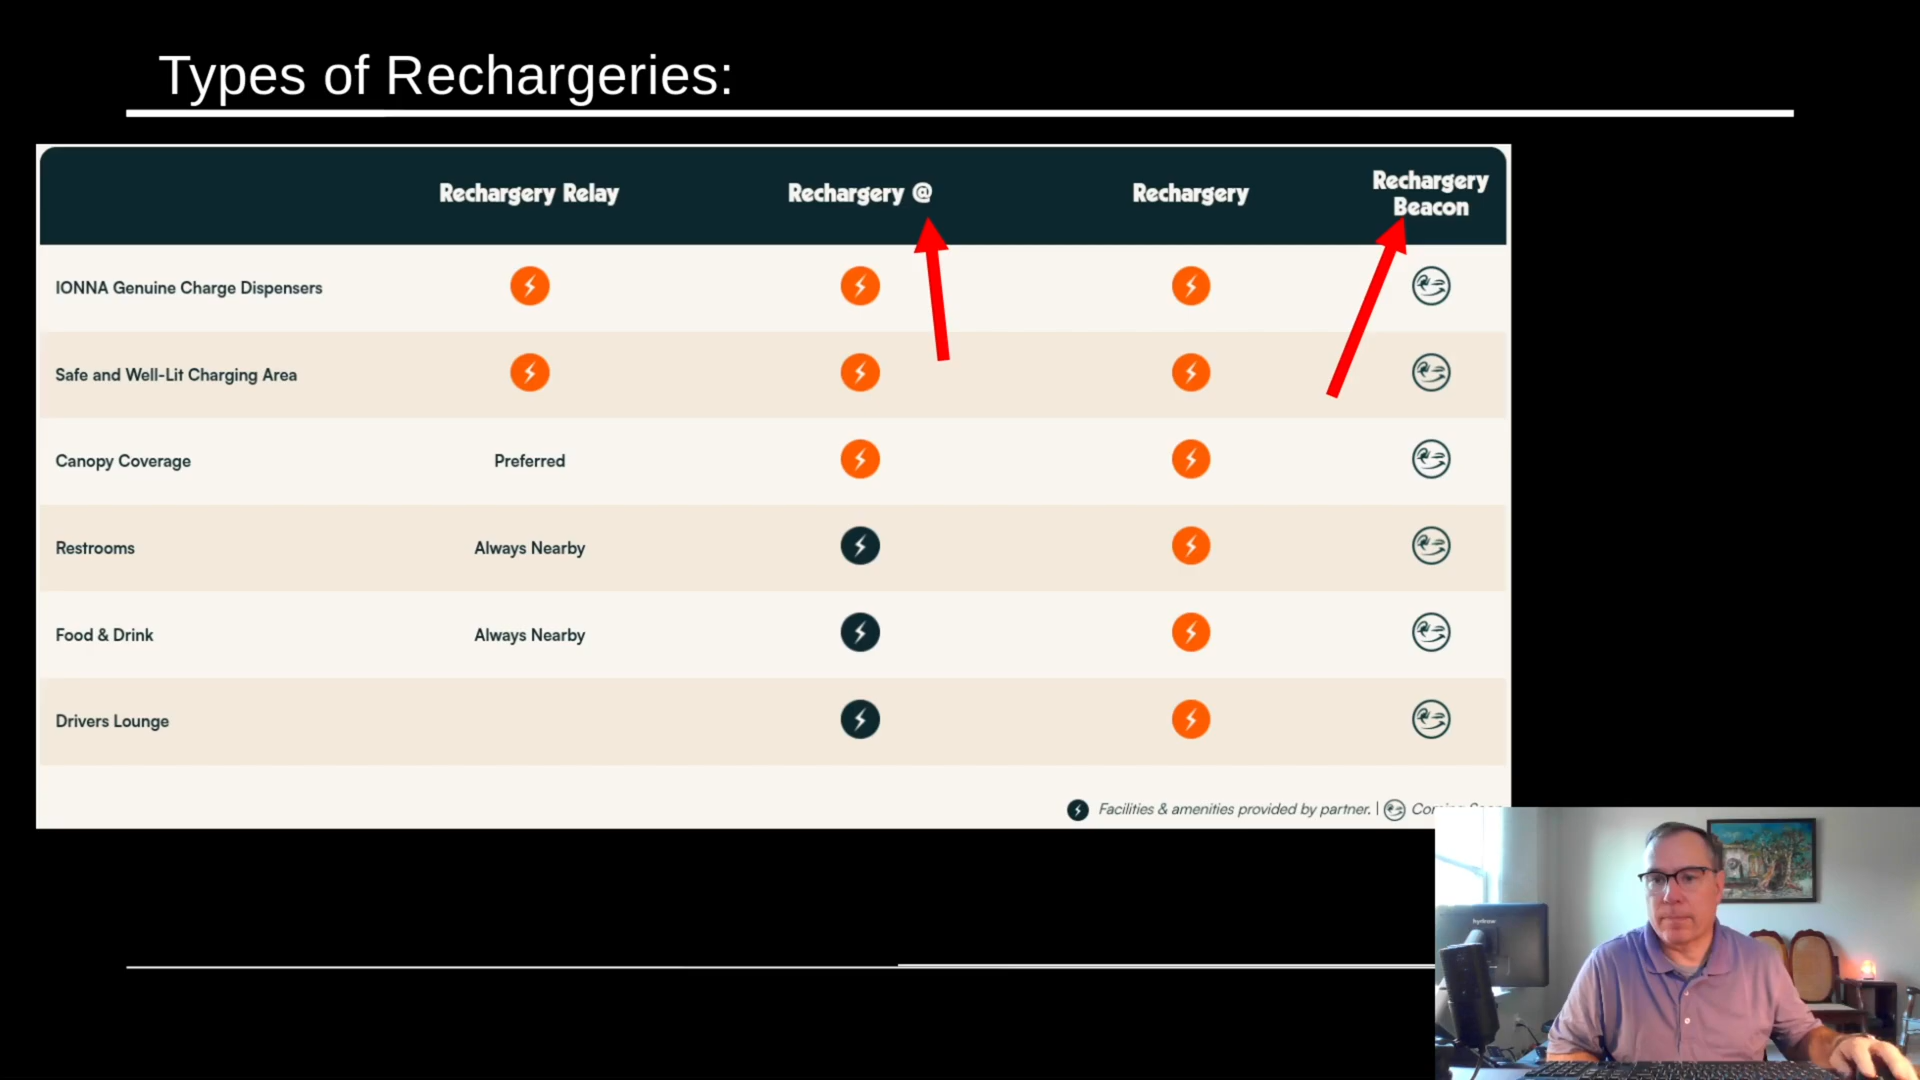 Types of Rechargeries:
Rechargery Relay
Rechargery @
Rechargery
Rechargery
Beacon
IONNA Genuine Charge Dispensers
Safe and Well-Lit Charging Area
Canopy Coverage
Preferred
Restrooms
Always Nearby
Food & Drink
Always Nearby
Drivers Lounge
Facilities & amenities provided by partner. |